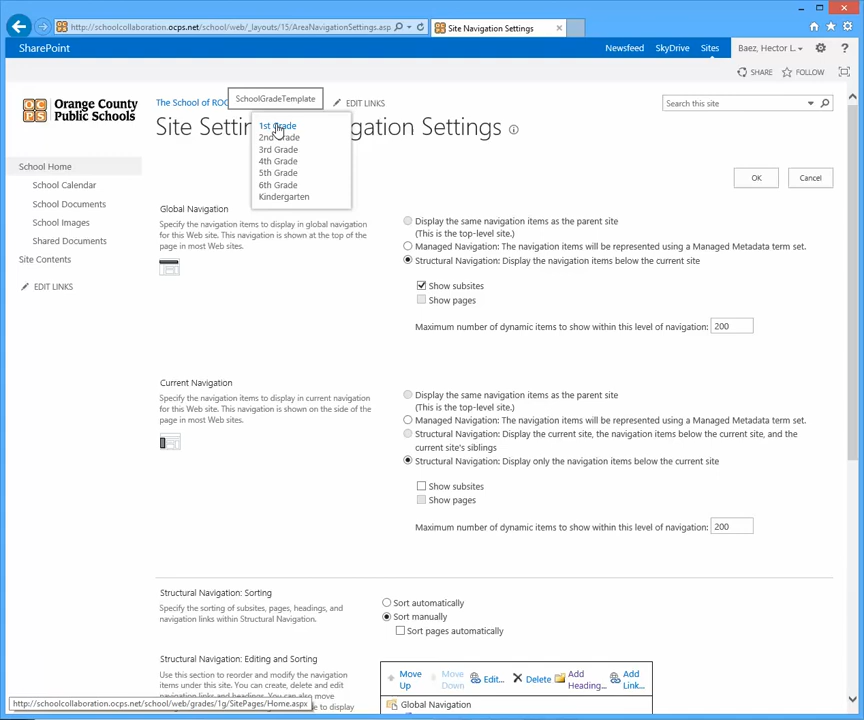 http://schoolcollaboration.ocps.net/school/web/_layouts/15/AreaNavigationSettings.asp
Site Navigation Settings
SharePoint
Newsfeed
SkyDrive
Sites
Baez, Hector L.
?
SHARE
FOLLOW
Orange County
Public Schools
The School of ROC
SchoolGradeTemplate
EDIT LINKS
Search this site
Site Setti
igation Settings
1st Grade
2nd Grade
3rd Grade
4th Grade
5th Grade
6th Grade
Kindergarten
School Home
School Calendar
School Documents
School Images
Shared Documents
Site Contents
EDIT LINKS
OK
Cancel
Global Navigation
Specify the navigation items to display in global navigation
for this Web site. This navigation is shown at the top of the
page in most Web sites.
Display the same navigation items as the parent site
(This is the top-level site.)
Managed Navigation: The navigation items will be represented using a Managed Metadata term set.
Structural Navigation: Display the navigation items below the current site
Show subsites
Show pages
Maximum number of dynamic items to show within this level of navigation: 200
Current Navigation
Specify the navigation items to display in current navigation
for this Web site. This navigation is shown on the side of the
page in most Web sites.
Display the same navigation items as the parent site
(This is the top-level site.)
Managed Navigation: The navigation items will be represented using a Managed Metadata term set.
Structural Navigation: Display the current site, the navigation items below the current site, and the
current site's siblings
Structural Navigation: Display only the navigation items below the current site
Show subsites
Show pages
Maximum number of dynamic items to show within this level of navigation: 200
Structural Navigation: Sorting
Specify the sorting of subsites, pages, headings, and
navigation links within Structural Navigation.
Sort automatically
Sort manually
Sort pages automatically
Structural Navigation: Editing and Sorting
Use this section to reorder and modify the navigation
items under this site. You can create, delete and edit
navigation links and headings. You can also move
Move Up
Move Down
Edit...
Delete
Add Heading...
Add Link...
Global Navigation
http://schoolcollaboration.ocps.net/school/web/grades/1g/SitePages/Home.aspx